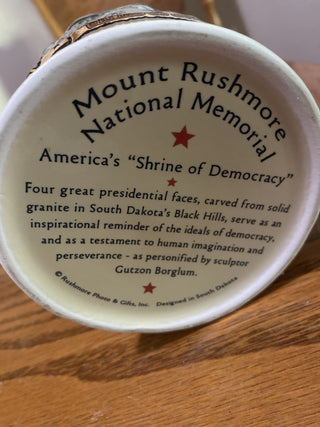 Mount Rushmore
National Memorial
America's "Shrine of Democracy"
Four great presidential faces, carved from solid
granite in South Dakota's Black Hills, serve as an
inspirational reminder of the ideals of democracy,
and as a testament to human imagination and
perseverance - as personified by sculptor
Gutzon Borglum.
© Rushmore Photo & Gifts, Inc. Designed in South Dakota